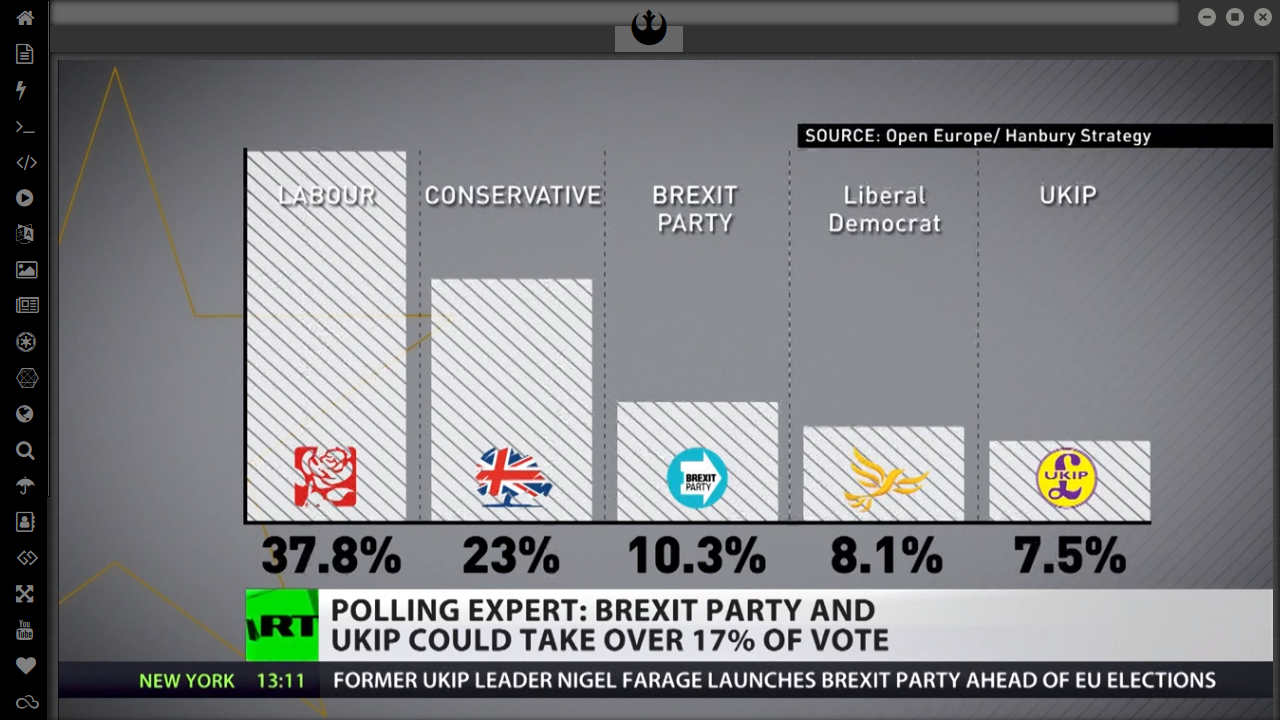 SOURCE: Open Europe/ Hanbury Strategy
LABOUR
CONSERVATIVE
BREXIT
PARTY
Liberal
Democrat
UKIP
BREXIT
PARTY
UKIP
37.8%
23%
10.3%
8.1%
7.5%
RT
POLLING EXPERT: BREXIT PARTY AND
UKIP COULD TAKE OVER 17% OF VOTE
NEW YORK 13:11 FORMER UKIP LEADER NIGEL FARAGE LAUNCHES BREXIT PARTY AHEAD OF EU ELECTIONS
You
Tube